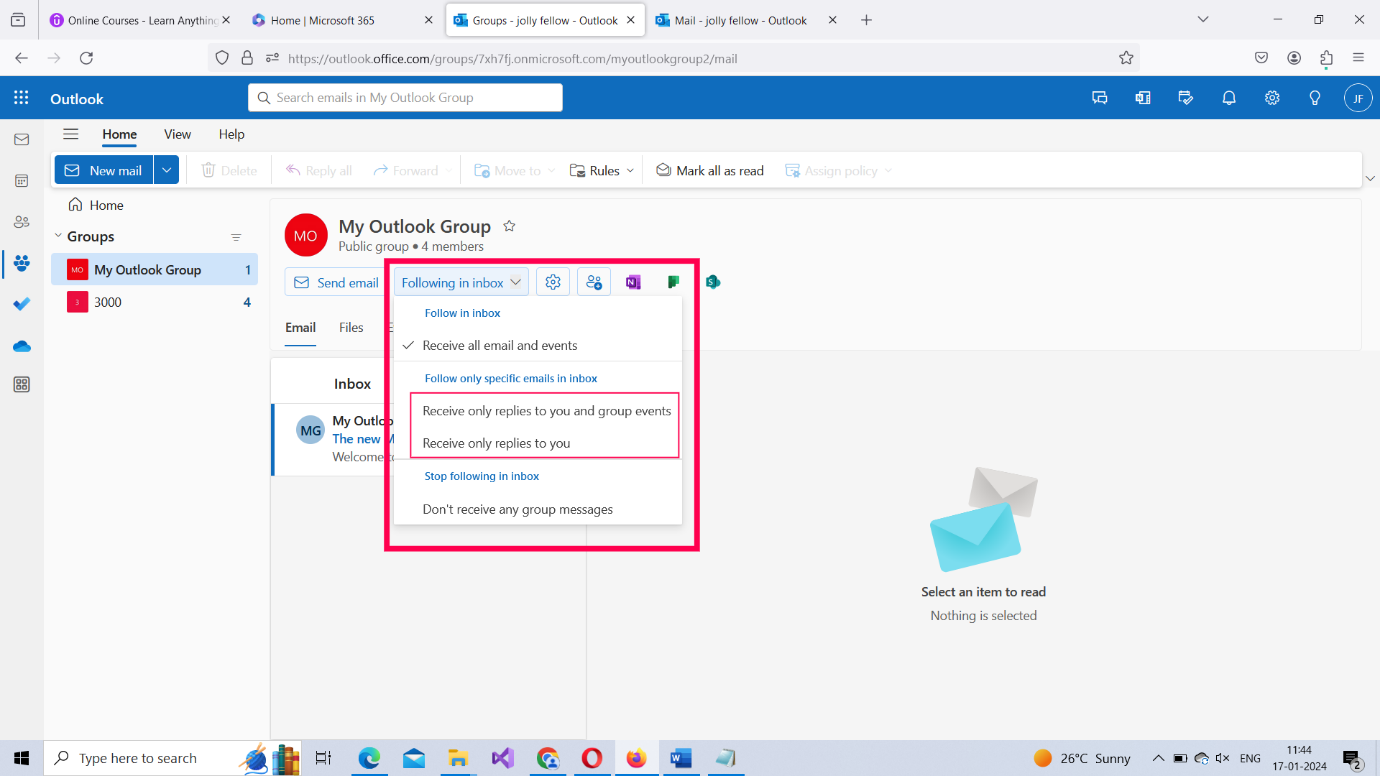 Online Courses - Learn Anything
Home | Microsoft 365
Groups - jolly fellow - Outlook
Mail - jolly fellow - Outlook
https://outlook.office.com/groups/7xh7fj.onmicrosoft.com/myoutlookgroup2/mail
Outlook
Search emails in My Outlook Group
JF
Home View Help
New mail Delete Reply all Forward Move to Rules Mark all as read Assign policy
Home
Groups
MO My Outlook Group 1
3 3000 4
MO
My Outlook Group
Public group • 4 members
Send email Following in inbox
Email Files
Follow in inbox
Receive all email and events
Follow only specific emails in inbox
Receive only replies to you and group events
Receive only replies to you
Stop following in inbox
Don't receive any group messages
Inbox
MG
My Outlo
The new
Welcome
Select an item to read
Nothing is selected
Type here to search
26°C Sunny
ENG
11:44
17-01-2024
2